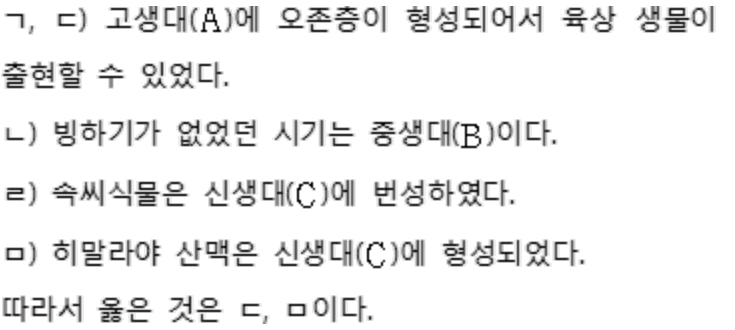 ㄱ, ㄷ) 고생대(A)에 오존층이 형성되어서 육상 생물이
출현할 수 있었다.
ㄴ) 빙하기가 없었던 시기는 중생대(B)이다.
ㄹ) 속씨식물은 신생대(C)에 번성하였다.
ㅁ) 히말라야 산맥은 신생대(C)에 형성되었다.
따라서 옳은 것은 ㄷ, ㅁ이다.